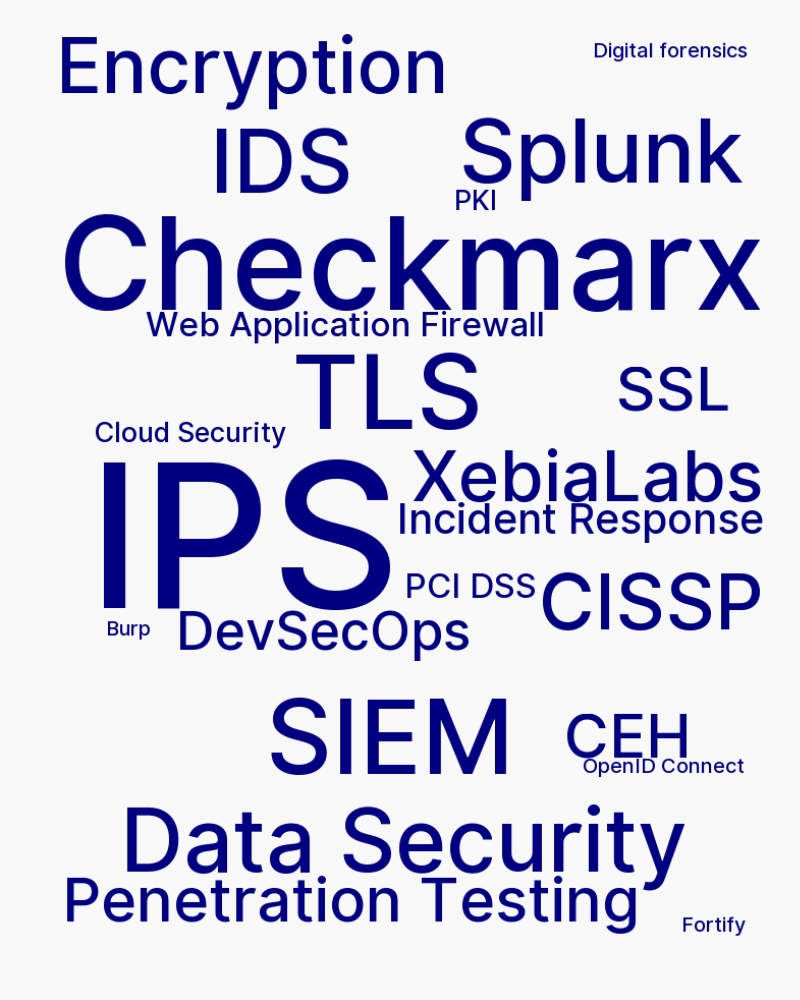 Encryption
Digital forensics
IDS
Splunk
PKI
Checkmarx
Web Application Firewall
TLS
SSL
Cloud Security
IPS
XebiaLabs
Incident Response
PCI DSS
CISSP
Burp
DevSecOps
SIEM
CEH
OpenID Connect
Data Security
Penetration Testing
Fortify